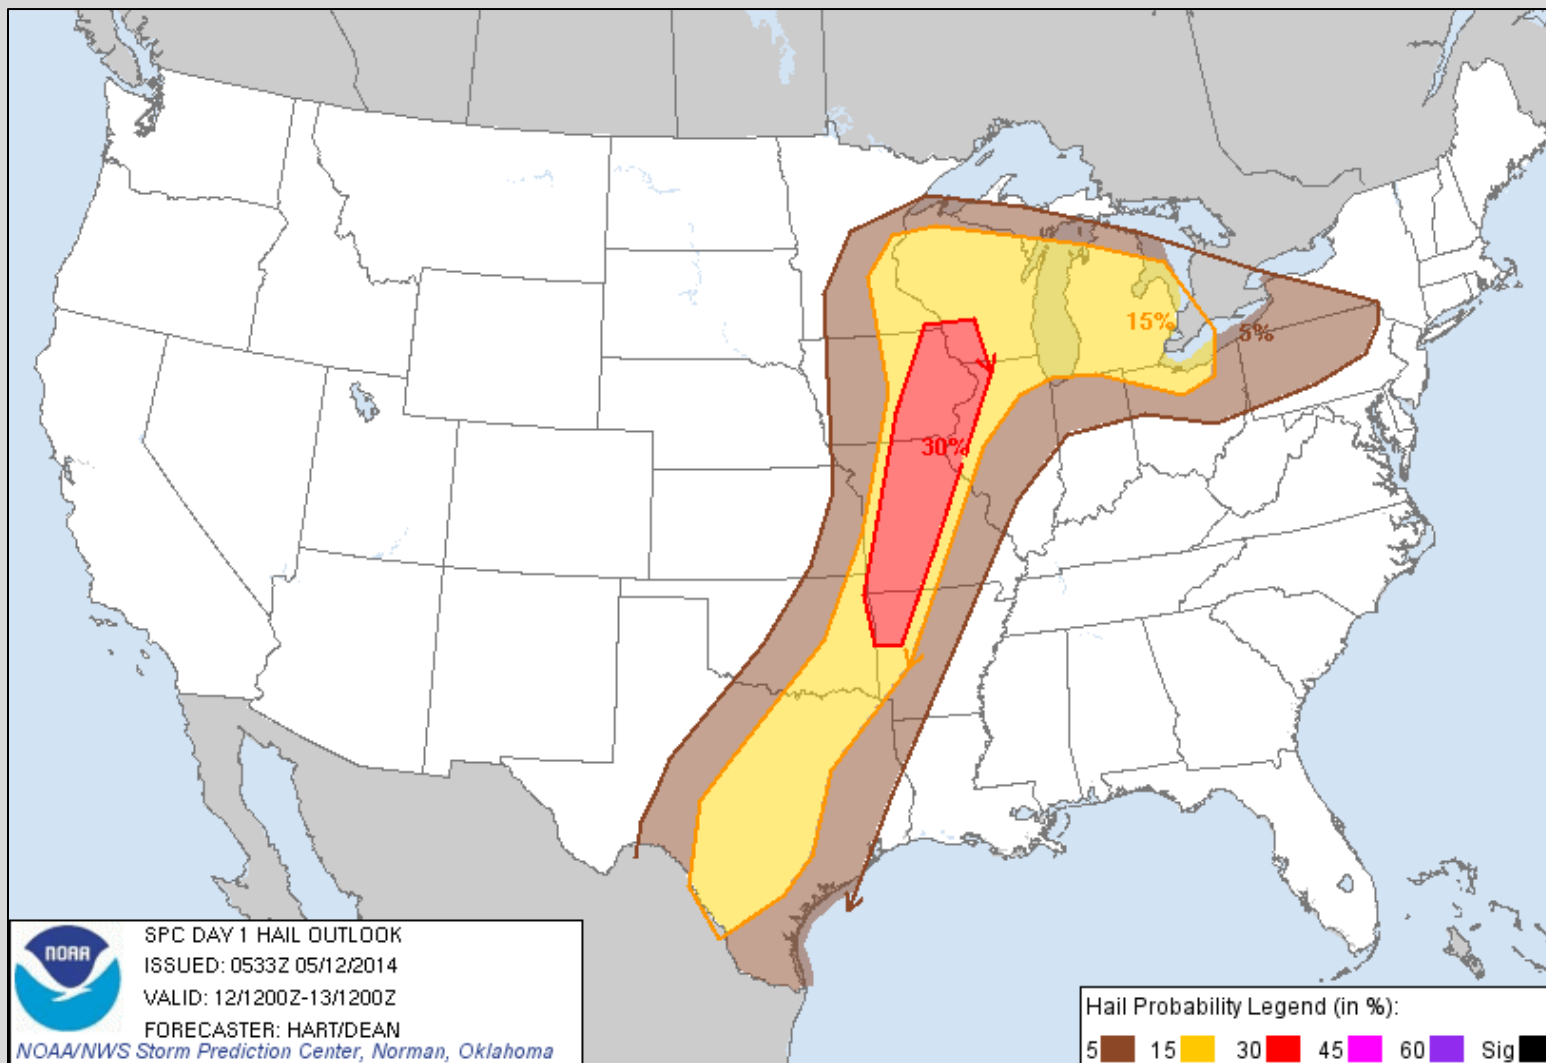 15%
5%
30%
NOAA
SPC DAY 1 HAIL OUTLOOK
ISSUED: 0533Z 05/12/2014
VALID: 12/1200Z-13/1200Z
FORECASTER: HART/DEAN
NOAA/NWS Storm Prediction Center, Norman, Oklahoma
Hail Probability Legend (in %):
5 15 30 45 60 Sig